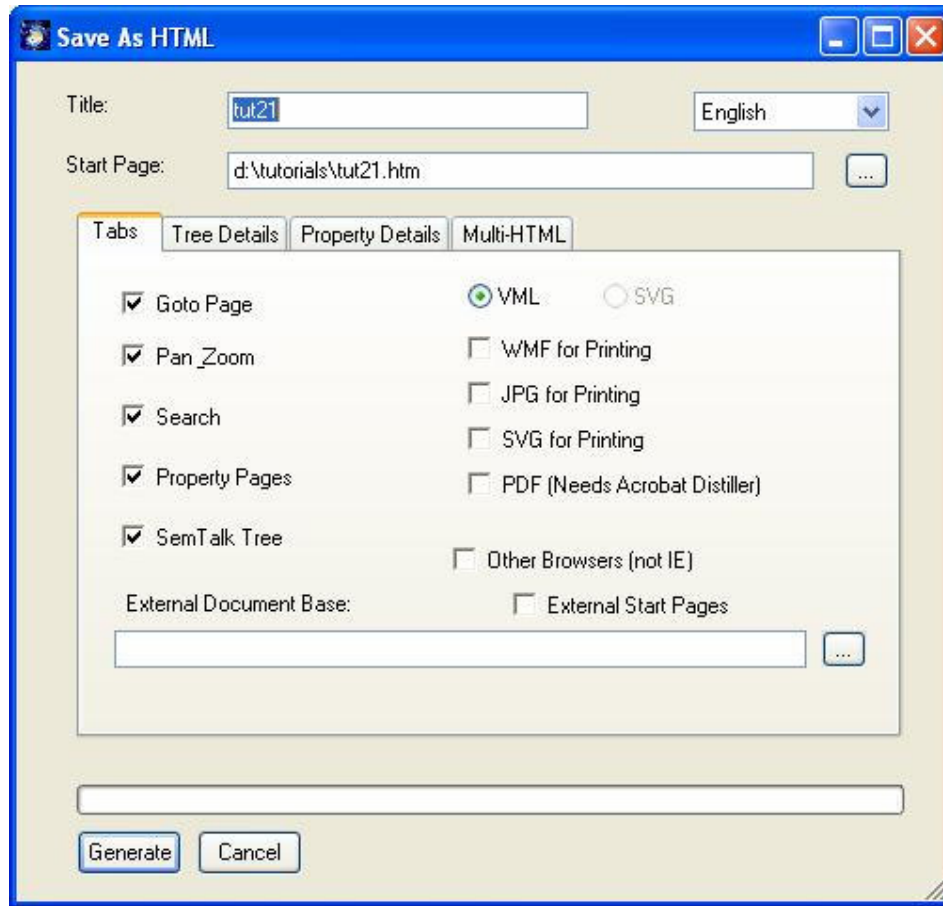 Save As HTML
Title:
tut21
English
Start Page:
d:\tutorials\tut21.htm
...
Tabs
Tree Details
Property Details
Multi-HTML
Goto Page
VML
SVG
Pan_Zoom
WMF for Printing
JPG for Printing
Search
SVG for Printing
Property Pages
PDF (Needs Acrobat Distiller)
SemTalk Tree
Other Browsers (not IE)
External Document Base:
External Start Pages
...
Generate
Cancel